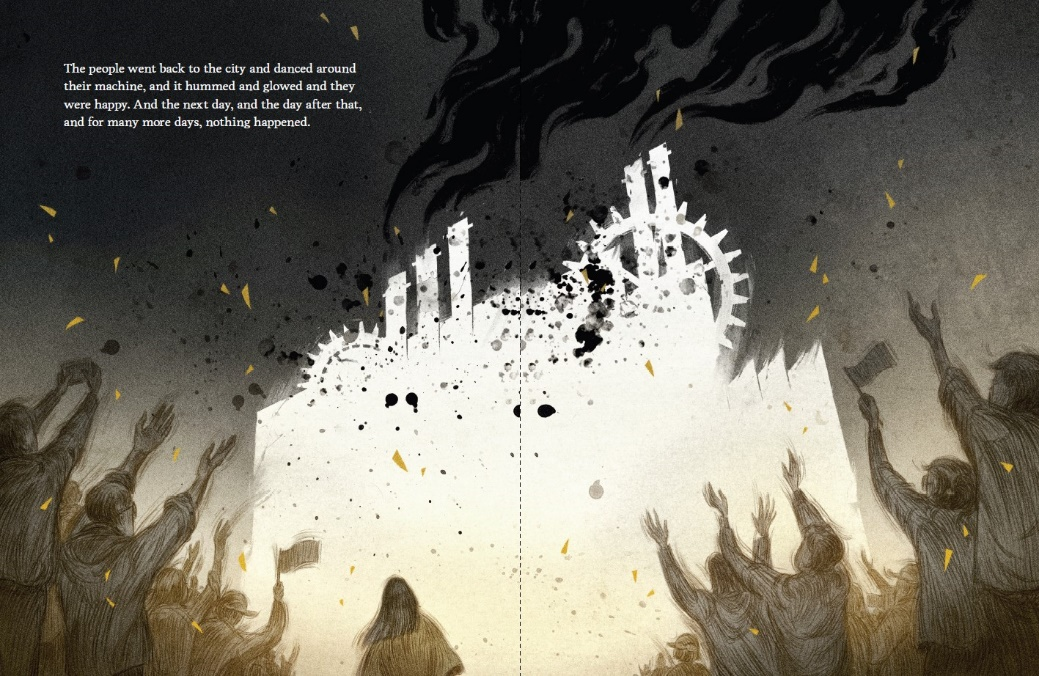 The people went back to the city and danced around
their machine, and it hummed and glowed and they
were happy. And the next day, and the day after that,
and for many more days, nothing happened.